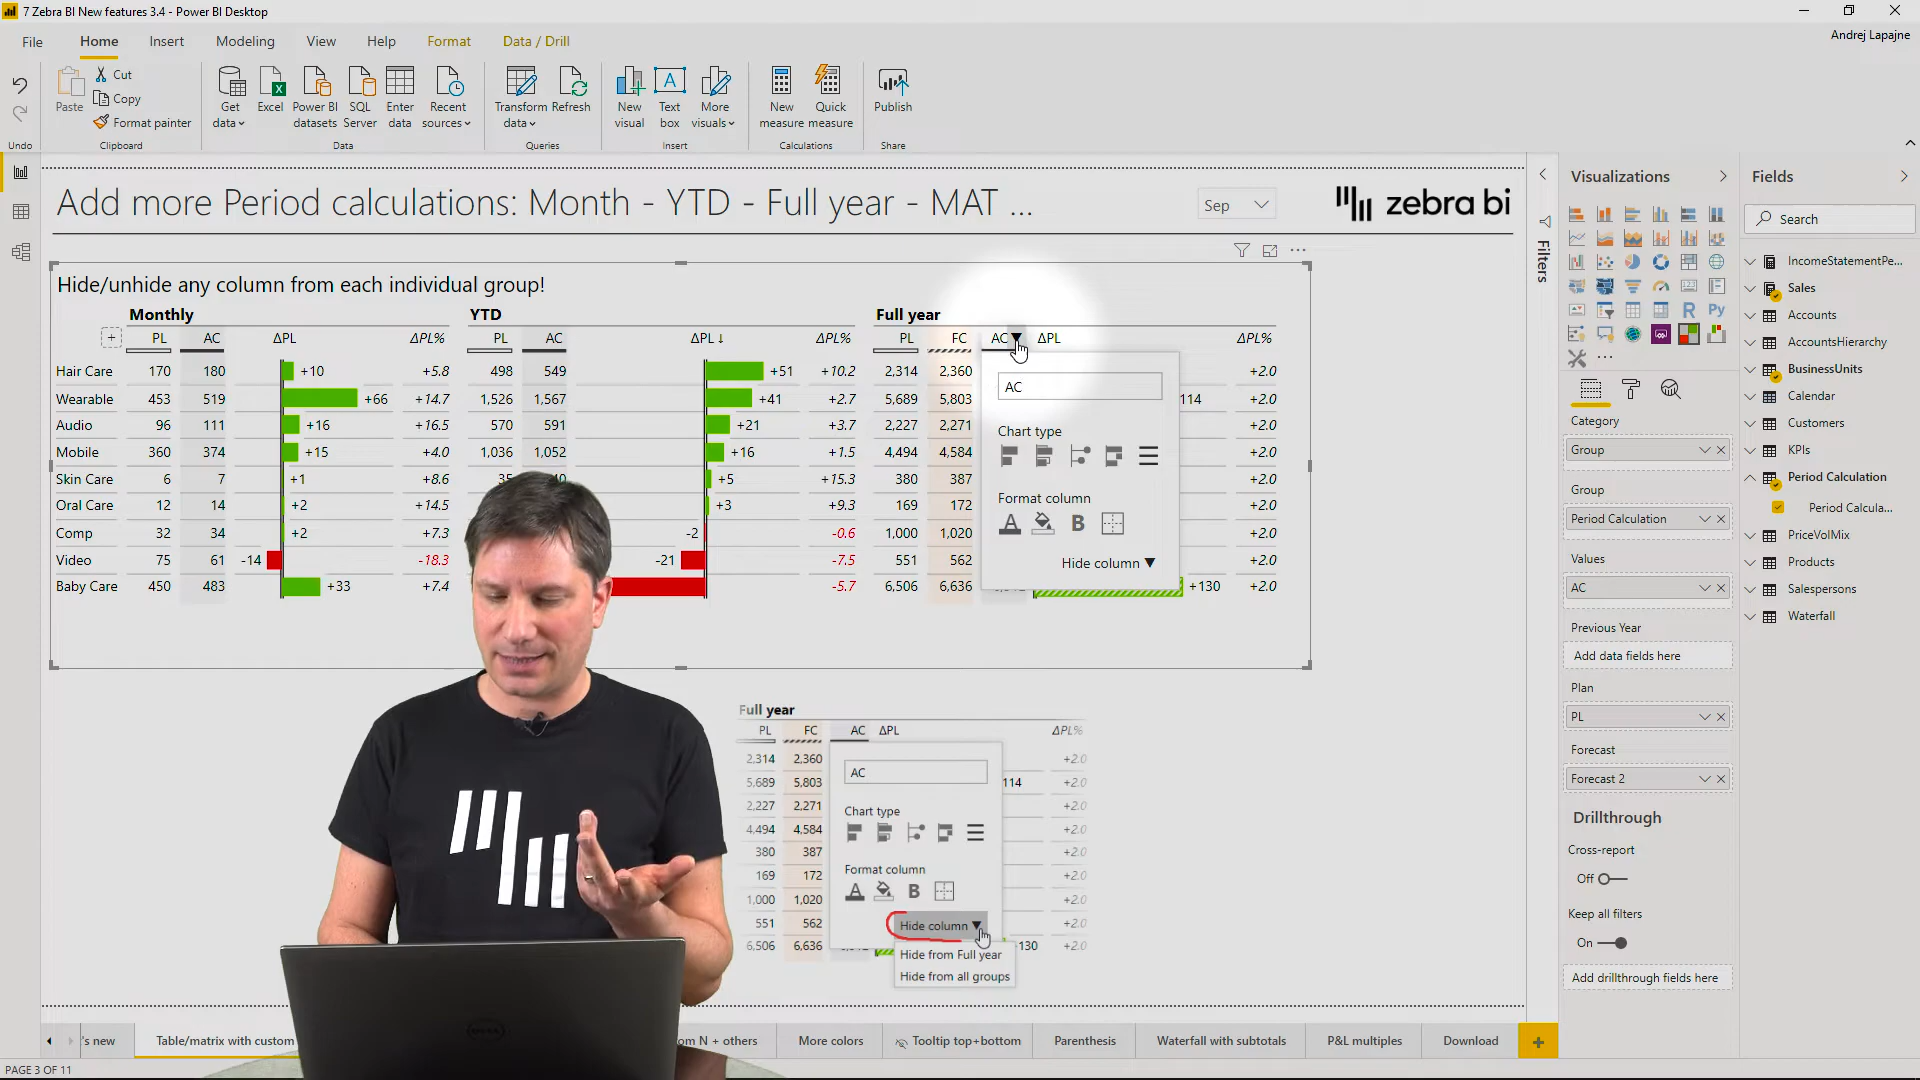 7 Zebra BI New features 3.4 - Power BI Desktop
Andrej Lapajne
File Home Insert Modeling View Help Format Data / Drill
Paste Cut Copy Format painter
Get data Excel Power BI datasets SQL Server Enter data Recent sources
Transform data Refresh
New visual Text box More visuals
New measure Quick measure
Publish
Undo Clipboard Data Queries Insert Calculations Share
Add more Period calculations: Month - YTD - Full year - MAT ...
Sep
zebra bi
Hide/unhide any column from each individual group!
Monthly YTD Full year
PL AC ΔPL ΔPL% PL AC ΔPL ↓ ΔPL% PL FC AC ΔPL ΔPL%
Hair Care 170 180 +10 +5.8 498 549 +51 +10.2 2,314 2,360 +2.0
Wearable 453 519 +66 +14.7 1,526 1,567 +41 +2.7 5,689 5,803 114 +2.0
Audio 96 111 +16 +16.5 570 591 +21 +3.7 2,227 2,271 +2.0
Mobile 360 374 +15 +4.0 1,036 1,052 +16 +1.5 4,494 4,584 +2.0
Skin Care 6 7 +1 +8.6 +5 +15.3 380 387 +2.0
Oral Care 12 14 +2 +14.5 +3 +9.3 169 172 +2.0
Comp 32 34 +2 +7.3 -2 -0.6 1,000 1,020 +2.0
Video 75 61 -14 -18.3 -21 -7.5 551 562 +2.0
Baby Care 450 483 +33 +7.4 -5.7 6,506 6,636 +130 +2.0
AC
Chart type
Format column
A B
Hide column
Full year
PL FC AC ΔPL ΔPL%
2,314 2,360 +2.0
5,689 5,803 114 +2.0
2,227 2,271 +2.0
4,494 4,584 +2.0
380 387 +2.0
169 172 +2.0
1,000 1,020 +2.0
551 562 +2.0
6,506 6,636 130 +2.0
AC
Chart type
Format column
A B
Hide column
Hide from Full year
Hide from all groups
Filters
Visualizations
R Py
Category
Group
Group
Period Calculation
Values
AC
Previous Year
Add data fields here
Plan
PL
Forecast
Forecast 2
Drillthrough
Cross-report
Off
Keep all filters
On
Add drillthrough fields here
Fields
Search
IncomeStatementPe...
Sales
Accounts
AccountsHierarchy
BusinessUnits
Calendar
Customers
KPIs
Period Calculation
Period Calcula...
PriceVolMix
Products
Salespersons
Waterfall
's new Table/matrix with custom om N + others More colors Tooltip top+bottom Parenthesis Waterfall with subtotals P&L multiples Download +
PAGE 3 OF 11